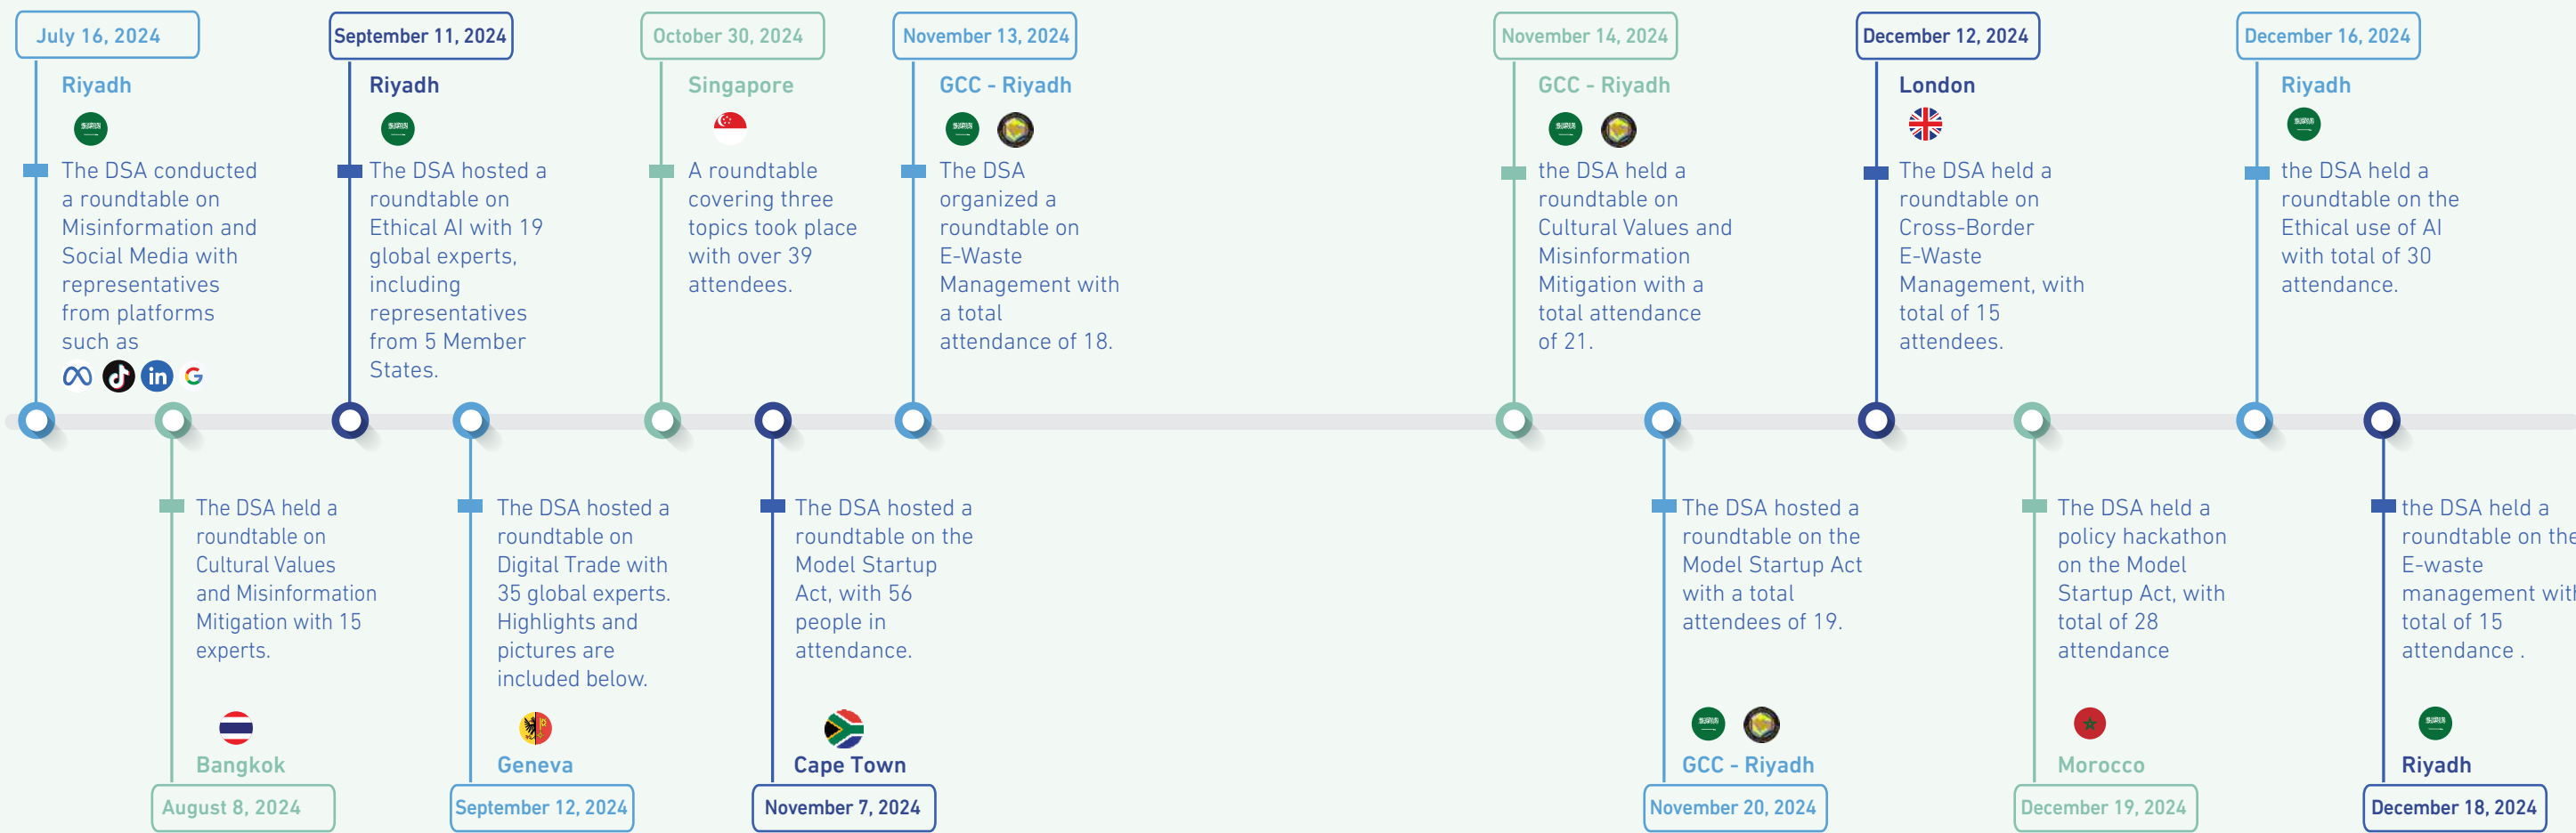 July 16, 2024
Riyadh
The DSA conducted
a roundtable on
Misinformation and
Social Media with
representatives
from platforms
such as
in
G
August 8, 2024
Bangkok
The DSA held a
roundtable on
Cultural Values
and Misinformation
Mitigation with 15
experts.
September 11, 2024
Riyadh
The DSA hosted a
roundtable on
Ethical AI with 19
global experts,
including
representatives
from 5 Member
States.
The DSA hosted a
roundtable on
Digital Trade with
35 global experts.
Highlights and
pictures are
included below.
Geneva
September 12, 2024
October 30, 2024
Singapore
A roundtable
covering three
topics took place
with over 39
attendees.
The DSA hosted a
roundtable on the
Model Startup
Act, with 56
people in
attendance.
Cape Town
November 7, 2024
November 13, 2024
GCC - Riyadh
The DSA
organized a
roundtable on
E-Waste
Management with
a total
attendance of 18.
November 14, 2024
GCC - Riyadh
the DSA held a
roundtable on
Cultural Values and
Misinformation
Mitigation with a
total attendance
of 21.
The DSA hosted a
roundtable on the
Model Startup Act
with a total
attendees of 19.
GCC - Riyadh
November 20, 2024
December 12, 2024
London
The DSA held a
roundtable on
Cross-Border
E-Waste
Management, with
total of 15
attendees.
The DSA held a
policy hackathon
on the Model
Startup Act, with
total of 28
attendance
Morocco
December 19, 2024
December 16, 2024
Riyadh
the DSA held a
roundtable on the
Ethical use of AI
with total of 30
attendance.
the DSA held a
roundtable on the
E-waste
management with
total of 15
attendance .
Riyadh
December 18, 2024